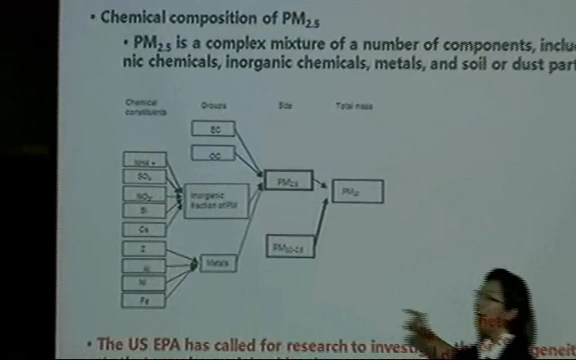 • Chemical composition of PM2.5
• PM2.5 is a complex mixture of a number of components, inclu
nic chemicals, inorganic chemicals, metals, and soil or dust part
Chemical
constituents
Groups
Size
Total mass
EC
OC
NH4+
SO4
NO3-
Si
Ca
Inorganic
fraction of PM
PM2.5
PM10
PM10-2.5
Z
Ni
Fe
Metals
• The US EPA has called for research to invest
geneit